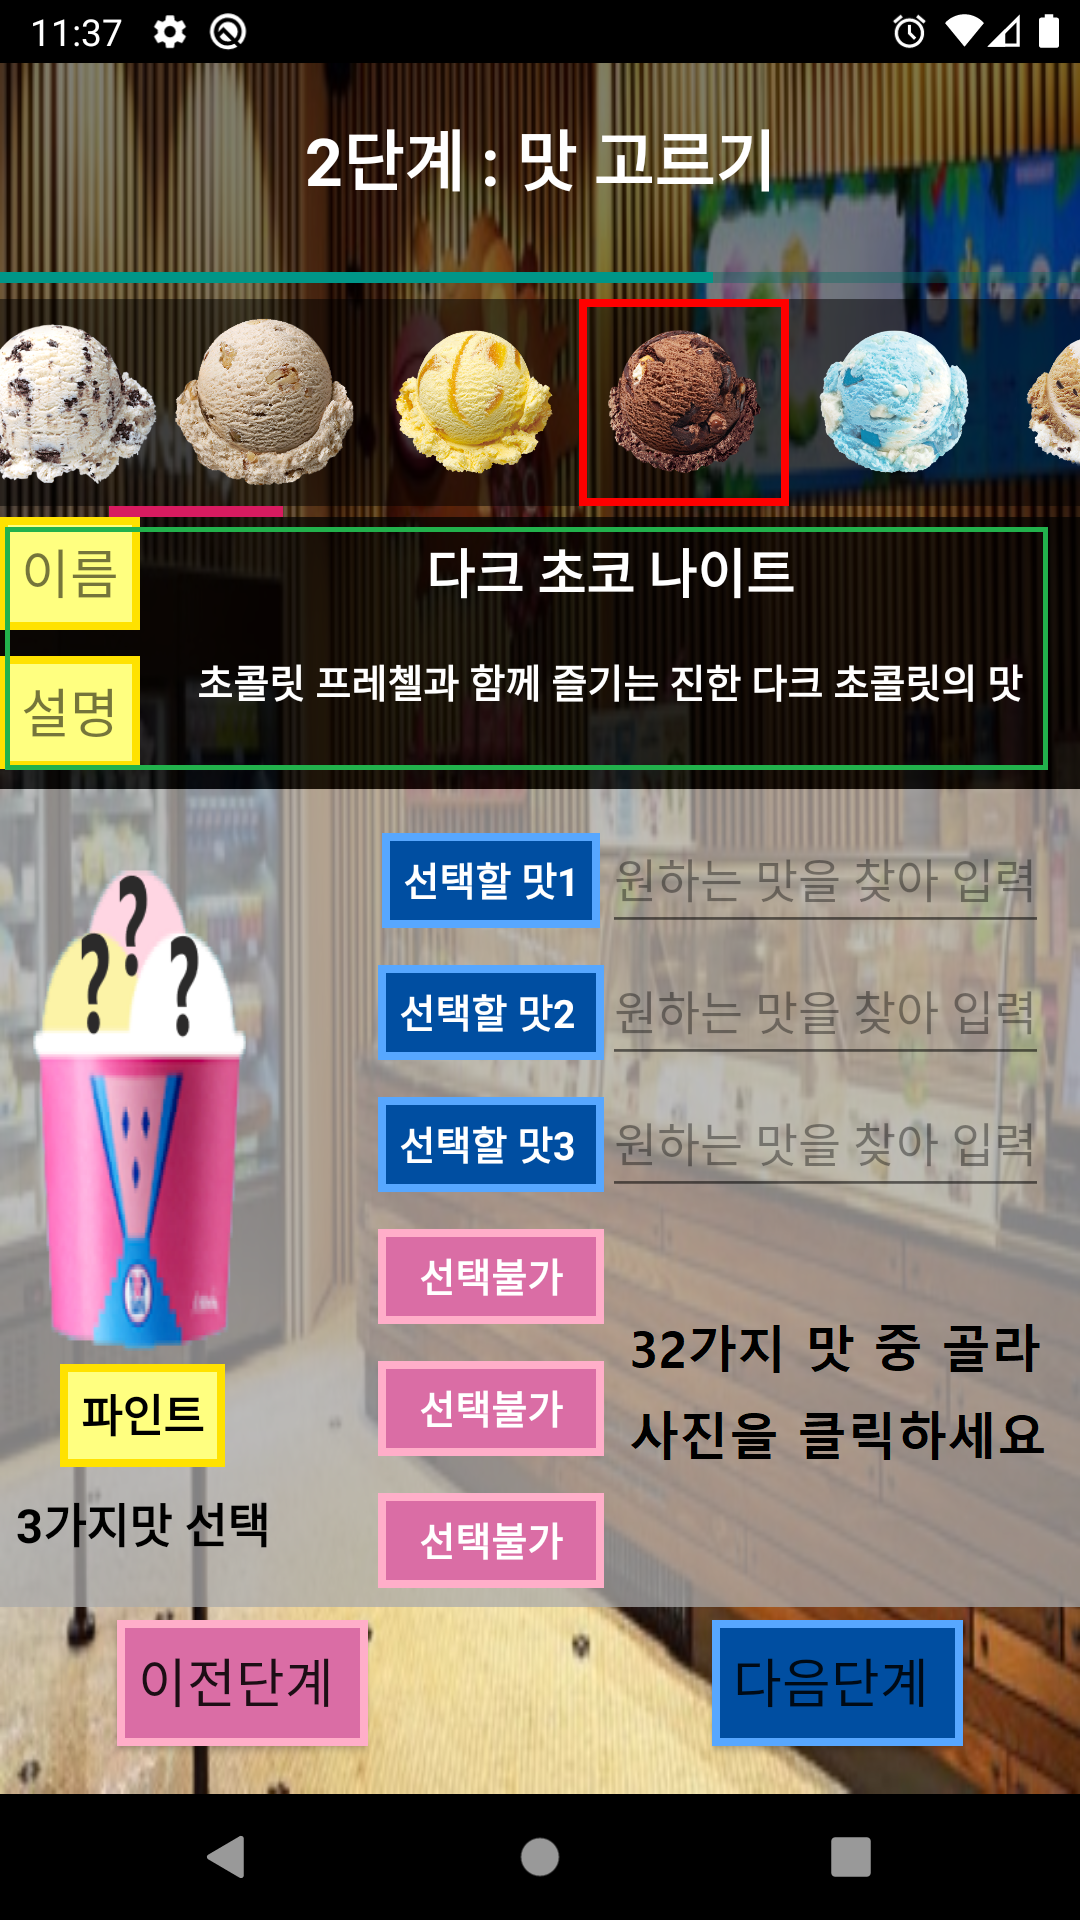 11:37
2단계 : 맛 고르기
이름
다크 초코 나이트
설명
초콜릿 프레첼과 함께 즐기는 진한 다크 초콜릿의 맛
선택할 맛1
원하는 맛을 찾아 입력
선택할 맛2
원하는 맛을 찾아 입력
선택할 맛3
원하는 맛을 찾아 입력
선택불가
선택불가
선택불가
32가지 맛 중 골라
사진을 클릭하세요
? ? ?
파인트
3가지맛 선택
이전단계
다음단계